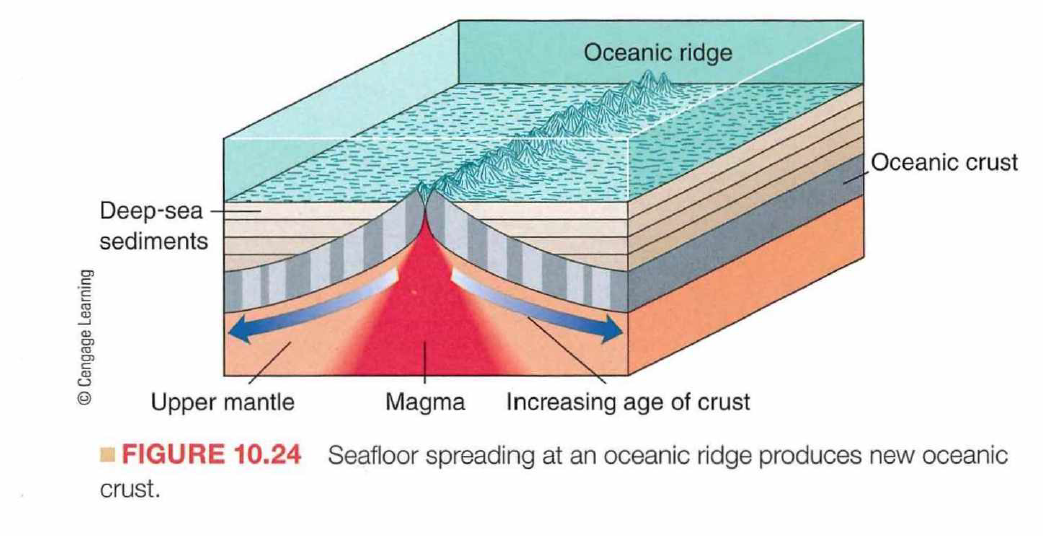 Oceanic ridge
Oceanic crust
Deep-sea
sediments
© Cengage Learning
Upper mantle
Magma
Increasing age of crust
FIGURE 10.24 Seafloor spreading at an oceanic ridge produces new oceanic
crust.